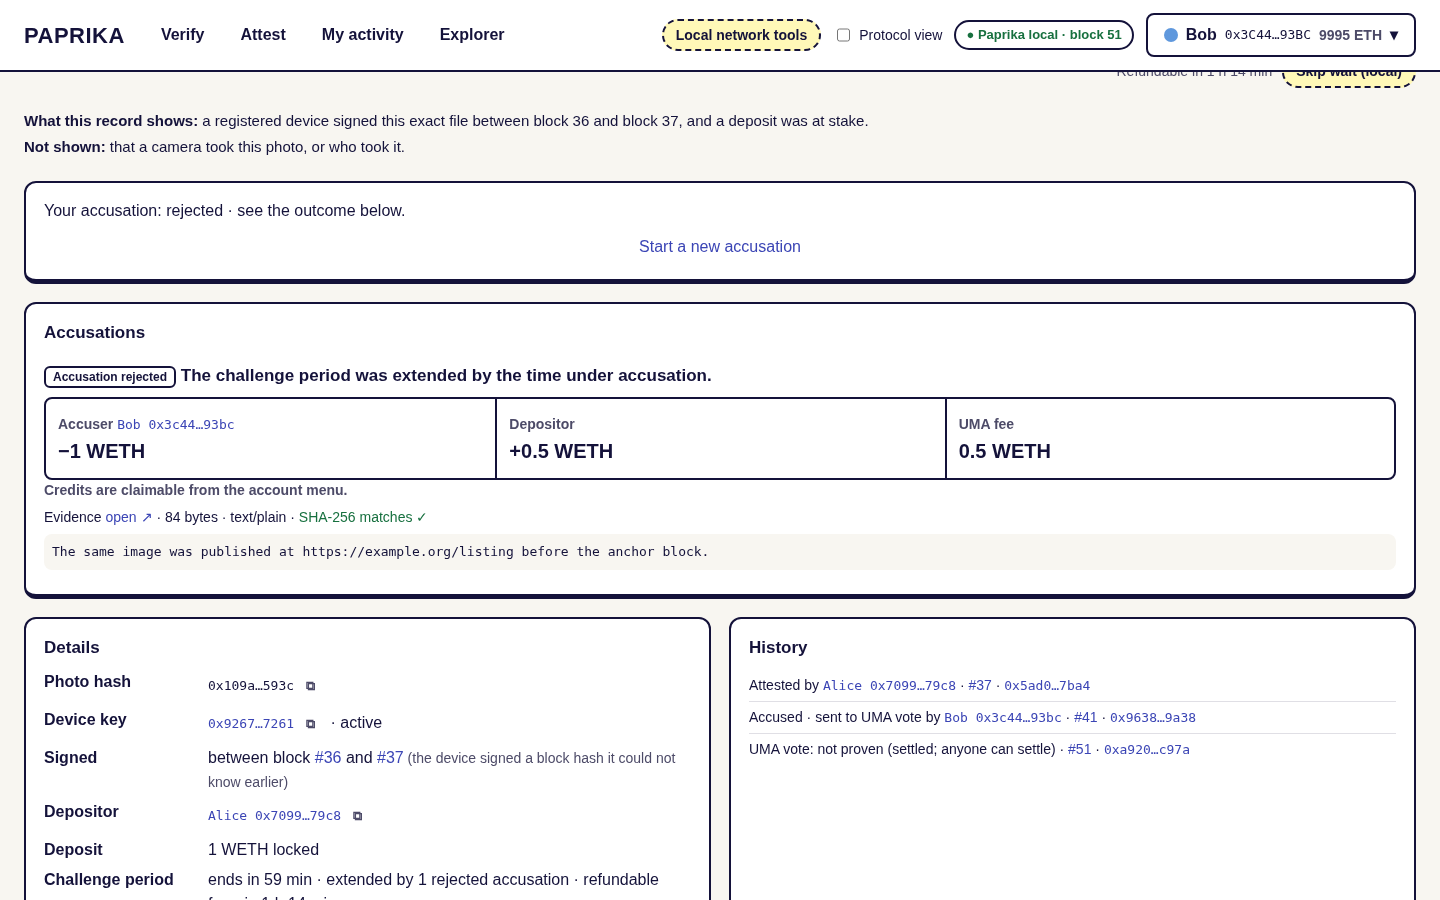 PAPRIKA Verify Attest My activity Explorer Local network tools Protocol view ● Paprika local · block 51 Bob 0x3C44…93BC 9995 ETH ▼
Refundable in 1 h 14 min Skip wait (local)
What this record shows: a registered device signed this exact file between block 36 and block 37, and a deposit was at stake.
Not shown: that a camera took this photo, or who took it.
Your accusation: rejected · see the outcome below.
Start a new accusation
Accusations
Accusation rejected The challenge period was extended by the time under accusation.
Accuser Bob 0x3c44…93bc
−1 WETH
Depositor
+0.5 WETH
UMA fee
0.5 WETH
Credits are claimable from the account menu.
Evidence open ↗ · 84 bytes · text/plain · SHA-256 matches ✓
The same image was published at https://example.org/listing before the anchor block.
Details
Photo hash 0x109a…593c ⧉
Device key 0x9267…7261 ⧉ · active
Signed between block #36 and #37 (the device signed a block hash it could not
know earlier)
Depositor Alice 0x7099…79c8 ⧉
Deposit 1 WETH locked
Challenge period ends in 59 min · extended by 1 rejected accusation · refundable
History
Attested by Alice 0x7099…79c8 · #37 · 0x5ad0…7ba4
Accused · sent to UMA vote by Bob 0x3c44…93bc · #41 · 0x9638…9a38
UMA vote: not proven (settled; anyone can settle) · #51 · 0xa920…c97a